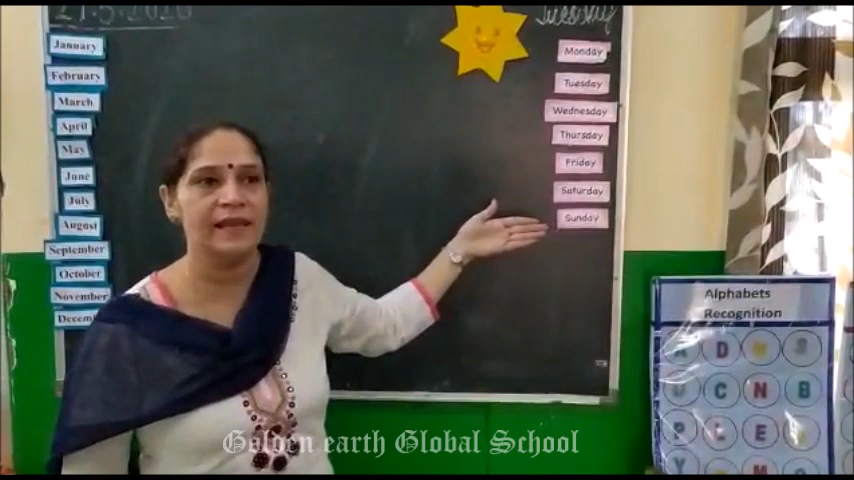 Tuesday
January
February
March
April
May
June
July
August
September
October
November
Monday
Tuesday
Wednesday
Thursday
Friday
Saturday
Sunday
Alphabets
Recognition
A D M S
C N B
P L E
Y M
Golden earth Global School